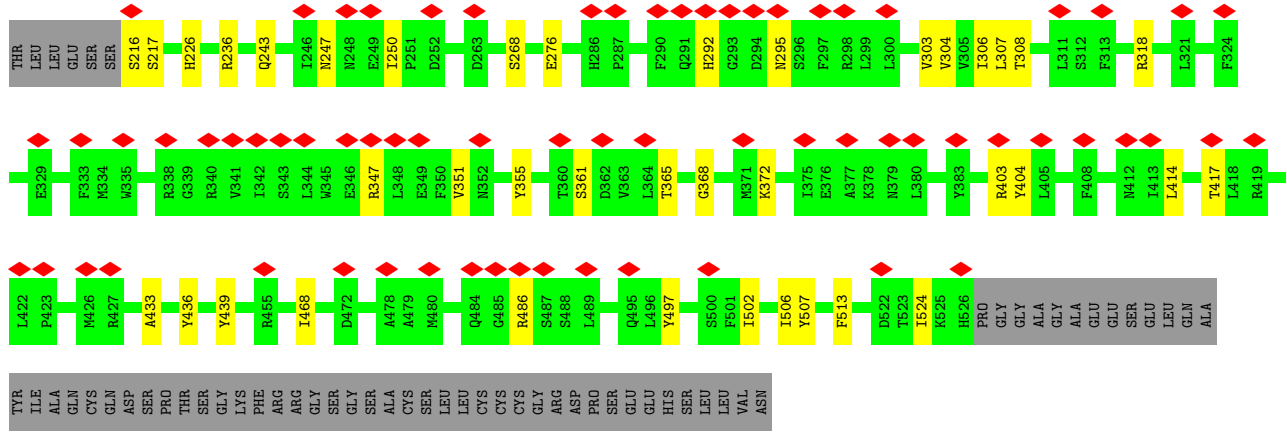 THR LEU LEU GLU SER SER S216 S217 H226 R236 Q243 I246 N247 N248 E249 I250 P251 D252 D263 S268 E276 H286 P287 F290 Q291 H292 G293 D294 N295 S296 F297 R298 L299 L300 V303 V304 V305 I306 L307 T308 L311 S312 F313 R318 L321 F324
E329 F333 M334 W335 R338 G339 R340 V341 I342 S343 L344 W345 E346 R347 L348 E349 F350 V351 N352 Y355 T360 S361 D362 V363 L364 T365 G368 M371 K372 I375 E376 A377 K378 N379 L380 Y383 R403 Y404 L405 F408 N412 I413 L414 T417 L418 R419
L422 P423 M426 R427 A433 Y436 Y439 R455 I468 D472 A478 A479 M480 Q484 G485 R486 S487 S488 L489 Q495 L496 Y497 S500 F501 I502 I506 Y507 F513 D522 T523 I524 K525 H526 PRO GLY GLY ALA GLY ALA GLU GLU SER GLU LEU GLN ALA
TYR ILE ALA GLN CYS GLN ASP SER PRO THR SER GLY LYS PHE ARG ARG GLY SER GLY SER ALA CYS SER LEU LEU CYS CYS CYS GLY ARG ASP PRO SER GLU GLU HIS SER LEU LEU VAL ASN